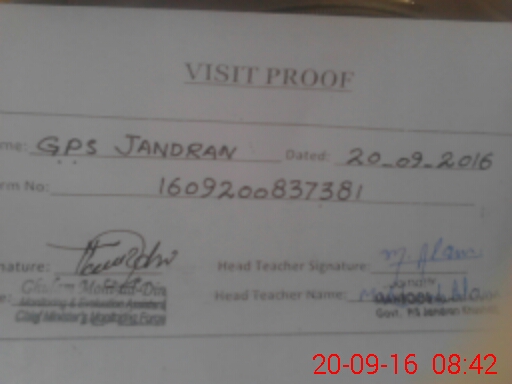 VISIT PROOF
me: GPS JANDRAN Dated: 20-09-2016
rm No: 1609200837381
nature: Head Teacher Signature: M. Alam
Monitoring & Evaluation Assistant
Head Teacher Name:
Chief Minister's Monitoring Force
Govt. PS Jandran
20-09-16 08:42